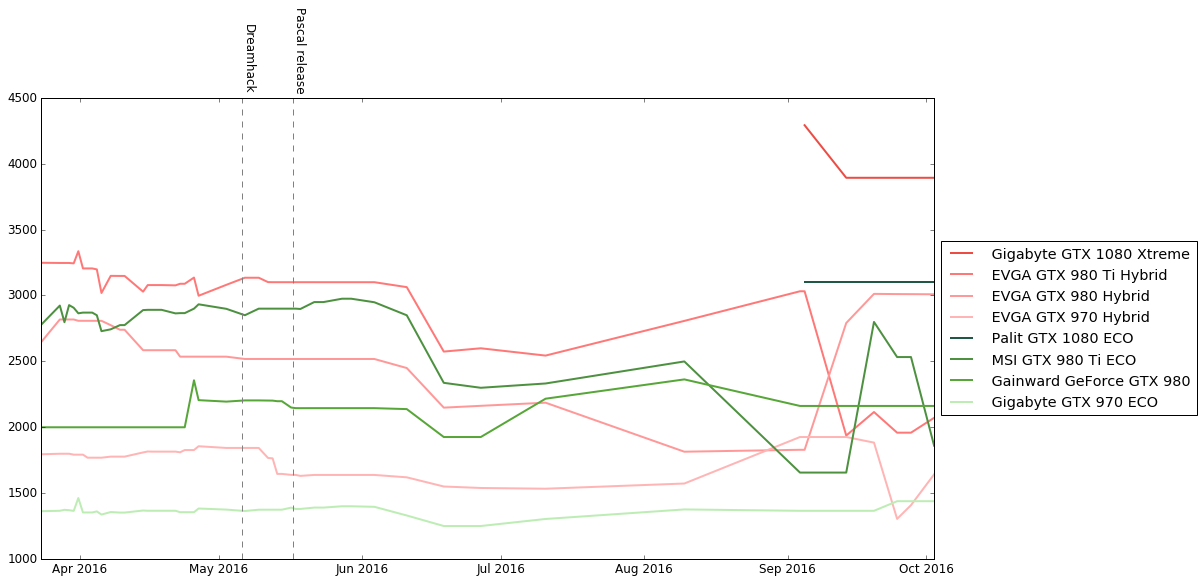 Dreamhack
Pascal release
4500
4000
3500
3000
2500
2000
1500
1000
Apr 2016
May 2016
Jun 2016
Jul 2016
Aug 2016
Sep 2016
Oct 2016
Gigabyte GTX 1080 Xtreme
EVGA GTX 980 Ti Hybrid
EVGA GTX 980 Hybrid
EVGA GTX 970 Hybrid
Palit GTX 1080 ECO
MSI GTX 980 Ti ECO
Gainward GeForce GTX 980
Gigabyte GTX 970 ECO